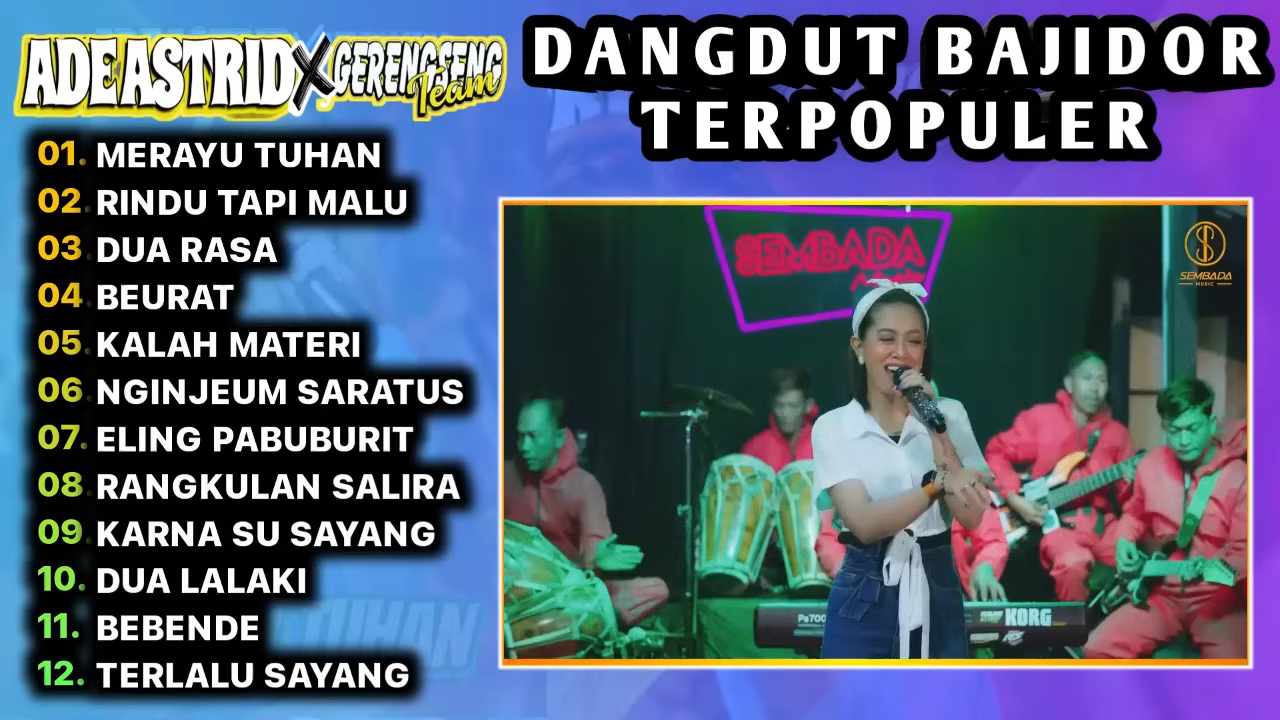 ADE ASTRID X GERENGSENG Team
DANGDUT BAJIDOR
TERPOPULER
01. MERAYU TUHAN
02. RINDU TAPI MALU
03. DUA RASA
04. BEURAT
05. KALAH MATERI
06. NGINJEUM SARATUS
07. ELING PABUBURIT
08. RANGKULAN SALIRA
09. KARNA SU SAYANG
10. DUA LALAKI
11. BEBENDE
12. TERLALU SAYANG
SEMBADA
SEMBADA
MUSIC
Pa700
KORG
TUHAN